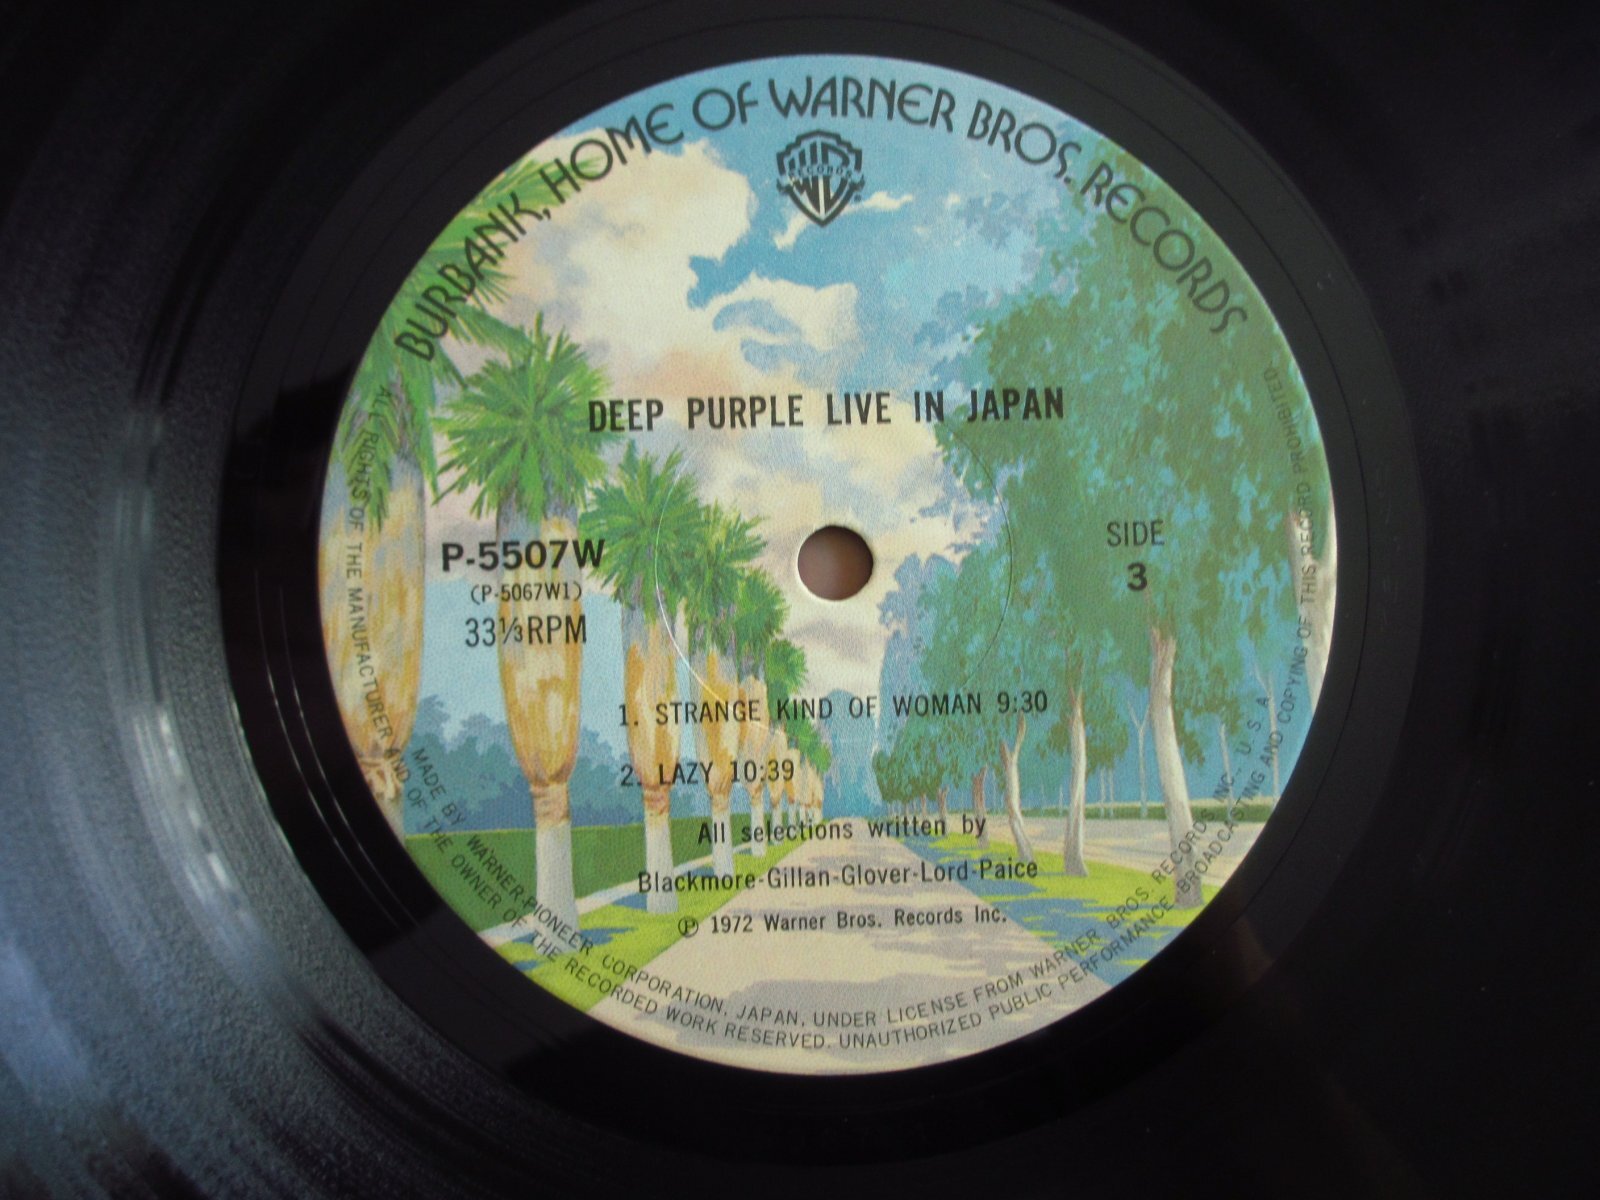 BURBANK, HOME OF WARNER BROS. RECORDS
WB
RECORDS
®
DEEP PURPLE LIVE IN JAPAN
P-5507W
(P-5067W1)
33⅓RPM
SIDE
3
1. STRANGE KIND OF WOMAN 9:30
2. LAZY 10:39
All selections written by
Blackmore-Gillan-Glover-Lord-Paice
Ⓟ 1972 Warner Bros. Records Inc.
MADE BY WARNER-PIONEER CORPORATION, JAPAN, UNDER LICENSE FROM WARNER BROS. RECORDS INC., U.S.A.
ALL RIGHTS OF THE MANUFACTURER AND OF THE OWNER OF THE RECORDED WORK RESERVED. UNAUTHORIZED PUBLIC PERFORMANCE BROADCASTING AND COPYING OF THIS RECORD PROHIBITED